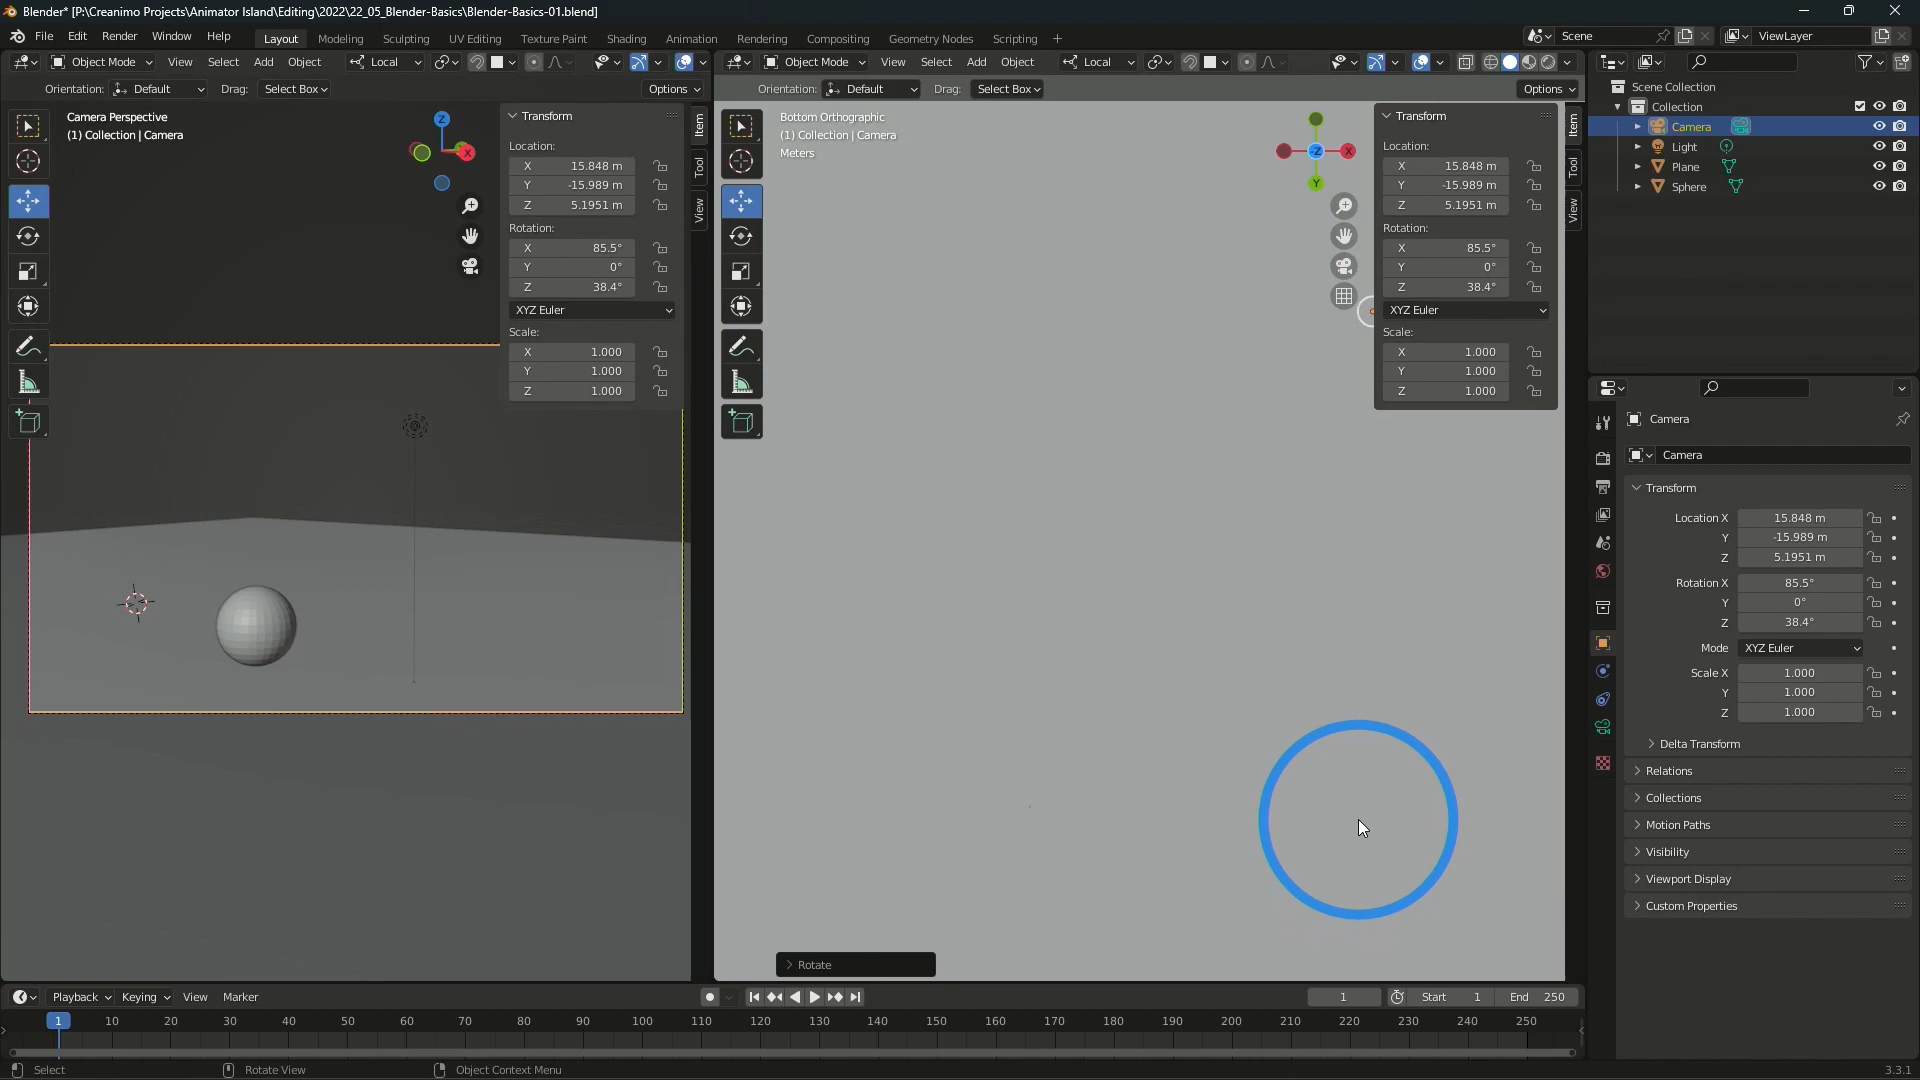 Blender* [P:\Creanimo Projects\Animator Island\Editing\2022\22_05_Blender-Basics\Blender-Basics-01.blend]
File Edit Render Window Help Layout Modeling Sculpting UV Editing Texture Paint Shading Animation Rendering Compositing Geometry Nodes Scripting + Scene ViewLayer
Object Mode View Select Add Object Local
Orientation: Default Drag: Select Box Options
Camera Perspective
(1) Collection | Camera
Z
X
Transform
Location:
X 15.848 m
Y -15.989 m
Z 5.1951 m
Rotation:
X 85.5°
Y 0°
Z 38.4°
XYZ Euler
Scale:
X 1.000
Y 1.000
Z 1.000
Item
Tool
View
Object Mode View Select Add Object Local
Orientation: Default Drag: Select Box Options
Bottom Orthographic
(1) Collection | Camera
Meters
-Z
X
Y
Transform
Location:
X 15.848 m
Y -15.989 m
Z 5.1951 m
Rotation:
X 85.5°
Y 0°
Z 38.4°
XYZ Euler
Scale:
X 1.000
Y 1.000
Z 1.000
Item
Tool
View
Rotate
Scene Collection
Collection
Camera
Light
Plane
Sphere
Camera
Camera
Transform
Location X 15.848 m
Y -15.989 m
Z 5.1951 m
Rotation X 85.5°
Y 0°
Z 38.4°
Mode XYZ Euler
Scale X 1.000
Y 1.000
Z 1.000
Delta Transform
Relations
Collections
Motion Paths
Visibility
Viewport Display
Custom Properties
Playback Keying View Marker 1 Start 1 End 250
1 10 20 30 40 50 60 70 80 90 100 110 120 130 140 150 160 170 180 190 200 210 220 230 240 250
Select Rotate View Object Context Menu 3.3.1